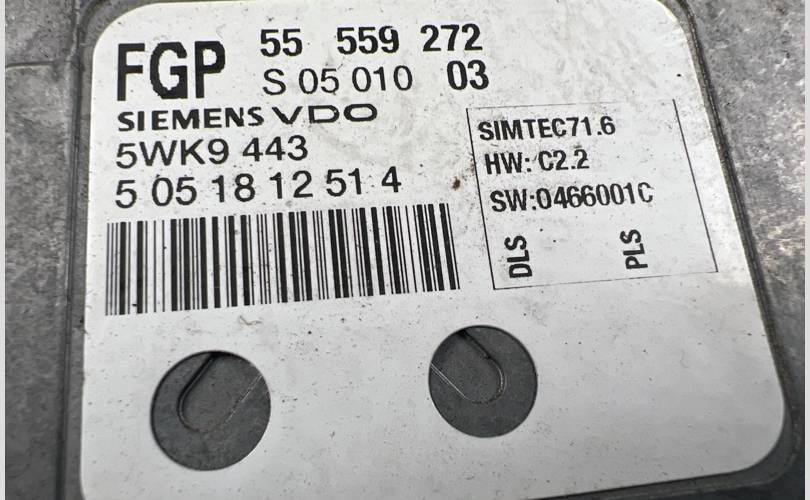 FGP 55 559 272
S 05 010 03
SIEMENS VDO
5WK9 443
5 05 18 12 51 4
SIMTEC71.6
HW: C2.2
SW:0466001C
DLS PLS